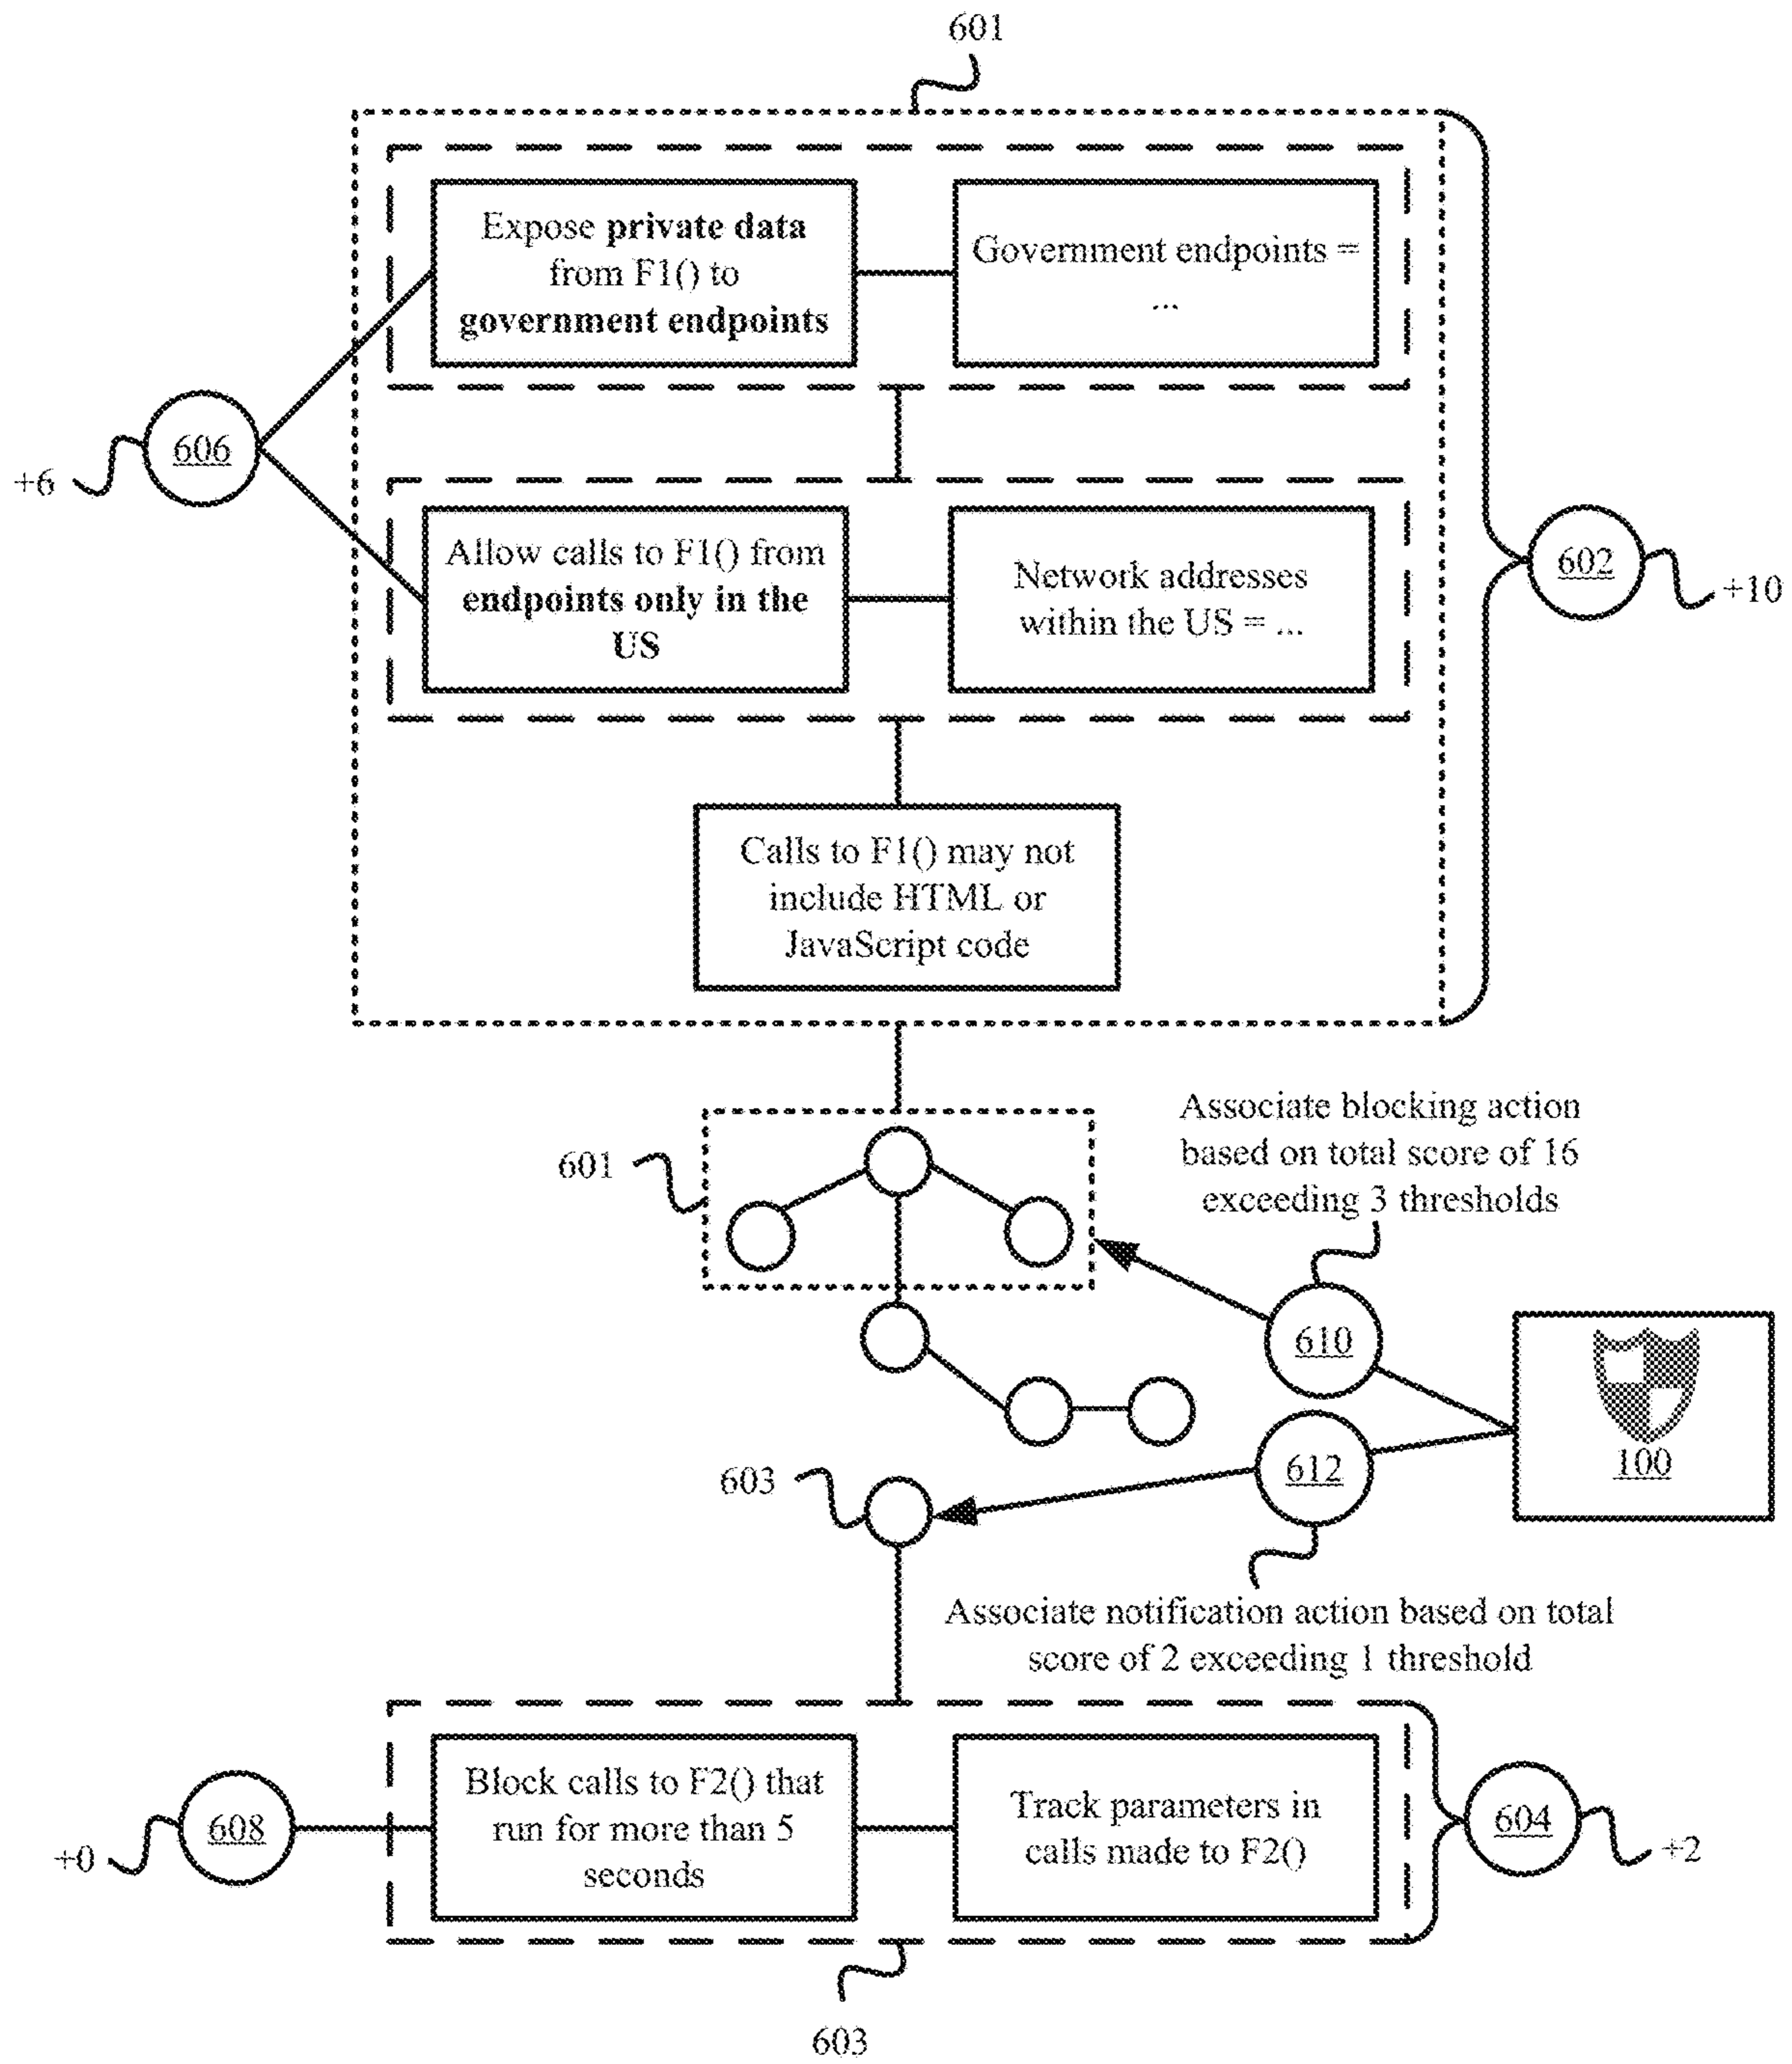 601
Expose private data
from F1() to
government endpoints
Government endpoints =
...
606
+6
Allow calls to F1() from
endpoints only in the
US
Network addresses
within the US = ...
602
+10
Calls to F1() may not
include HTML or
JavaScript code
Associate blocking action
based on total score of 16
exceeding 3 thresholds
601
610
100
612
603
Associate notification action based on total
score of 2 exceeding 1 threshold
608
+0
Block calls to F2() that
run for more than 5
seconds
Track parameters in
calls made to F2()
604
+2
603